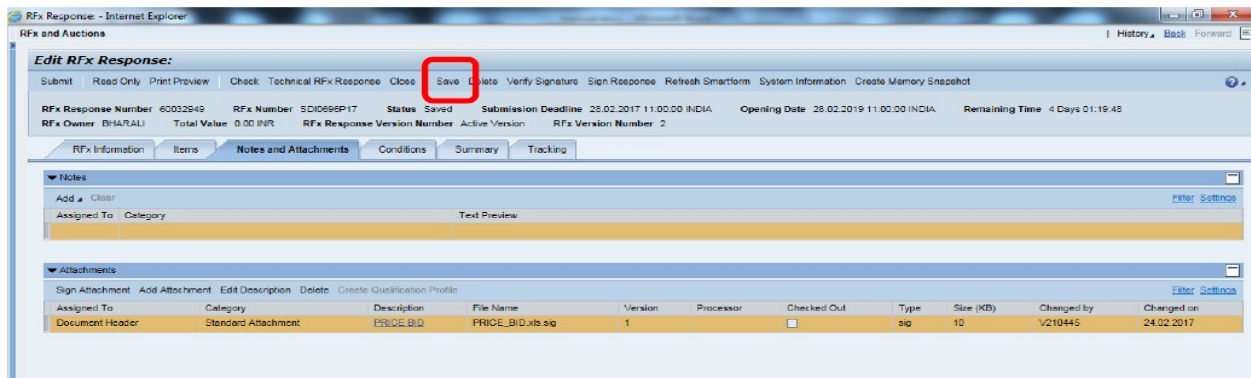 RFx Response: - Internet Explorer
RFx and Auctions
History Back Forward
Edit RFx Response:
Submit Read Only Print Preview Check Technical RFx Response Close Save Delete Verify Signature Sign Response Refresh Smartform System Information Create Memory Snapshot
RFx Response Number 60032949 RFx Number SDI0696P17 Status Saved Submission Deadline 28.02.2017 11:00:00 INDIA Opening Date 28.02.2019 11:00:00 INDIA Remaining Time 4 Days 01:19:48
RFx Owner BHARALI Total Value 0.00 INR RFx Response Version Number Active Version RFx Version Number 2
RFx Information Items Notes and Attachments Conditions Summary Tracking
Notes
Add Clear Filter Settings
Assigned To Category Text Preview
Attachments
Sign Attachment Add Attachment Edit Description Delete Create Qualification Profile Filter Settings
Assigned To Category Description File Name Version Processor Checked Out Type Size (KB) Changed by Changed on
Document Header Standard Attachment PRICE BID PRICE_BID.xls.sig 1 sig 10 V210445 24.02.2017